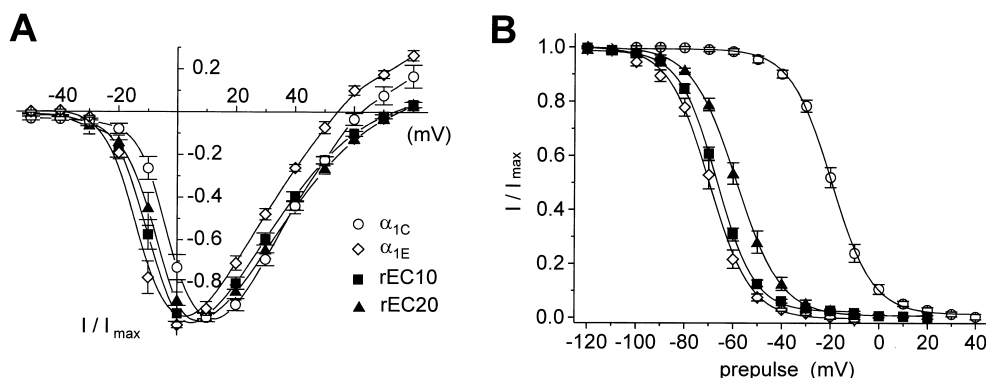 A
0.2
-40 -20 20 40
(mV)
-0.2
-0.4
-0.6
-0.8
I / Imax
α1C
α1E
rEC10
rEC20
B
I / Imax
1.0
0.8
0.6
0.4
0.2
0.0
-120 -100 -80 -60 -40 -20 0 20 40
prepulse (mV)